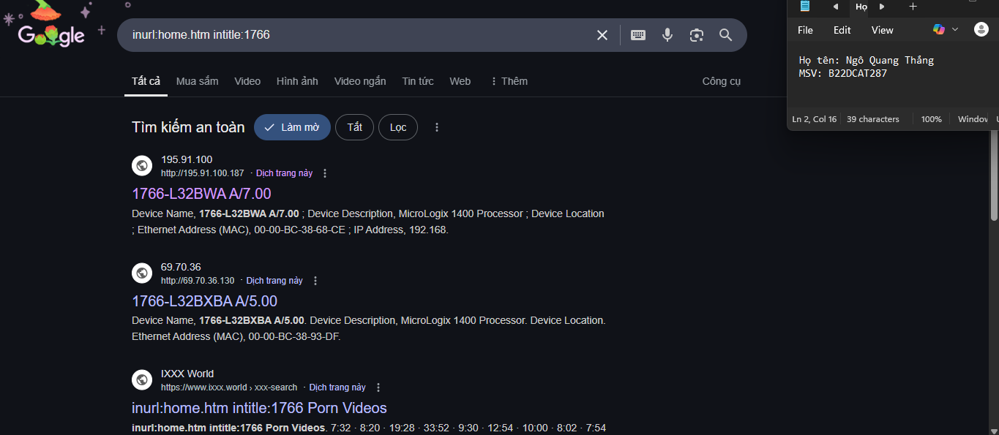 Google
inurl:home.htm intitle:1766
Tất cả
Mua sắm
Video
Hình ảnh
Video ngắn
Tin tức
Web
Thêm
Công cụ
Tìm kiếm an toàn
Làm mờ
Tắt
Lọc
195.91.100
http://195.91.100.187 · Dịch trang này
1766-L32BWA A/7.00
Device Name, 1766-L32BWA A/7.00 ; Device Description, MicroLogix 1400 Processor ; Device Location
; Ethernet Address (MAC), 00-00-BC-38-68-CE ; IP Address, 192.168.
69.70.36
http://69.70.36.130 · Dịch trang này
1766-L32BXBA A/5.00
Device Name, 1766-L32BXBA A/5.00. Device Description, MicroLogix 1400 Processor. Device Location.
Ethernet Address (MAC), 00-00-BC-38-93-DF.
IXXX World
https://www.ixxx.world › xxx-search · Dịch trang này
inurl:home.htm intitle:1766 Porn Videos
inurl:home.htm intitle:1766 Porn Videos. 7:32 · 8:20 · 19:28 · 33:52 · 9:30 · 12:54 · 10:00 · 8:02 · 7:54
Họ
File
Edit
View
Họ tên: Ngô Quang Thắng
MSV: B22DCAT287
Ln 2, Col 16
39 characters
100%
Window